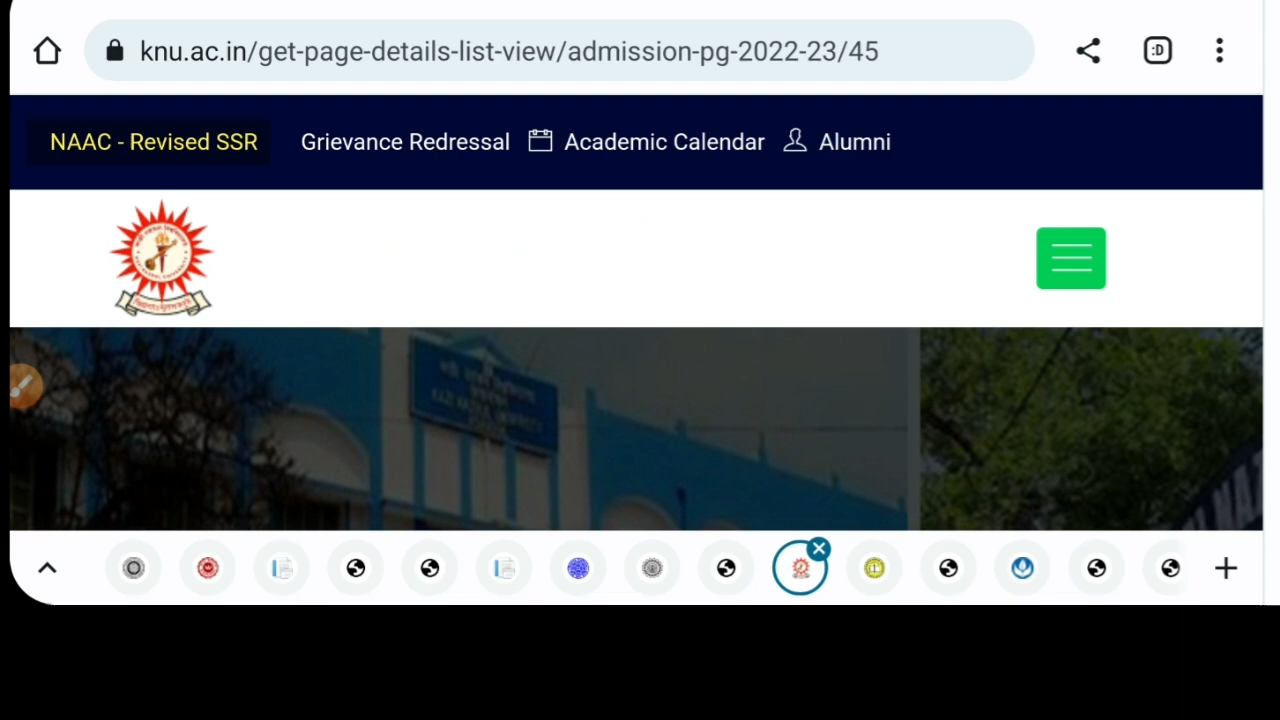 knu.ac.in/get-page-details-list-view/admission-pg-2022-23/45
:D
NAAC - Revised SSR Grievance Redressal Academic Calendar Alumni